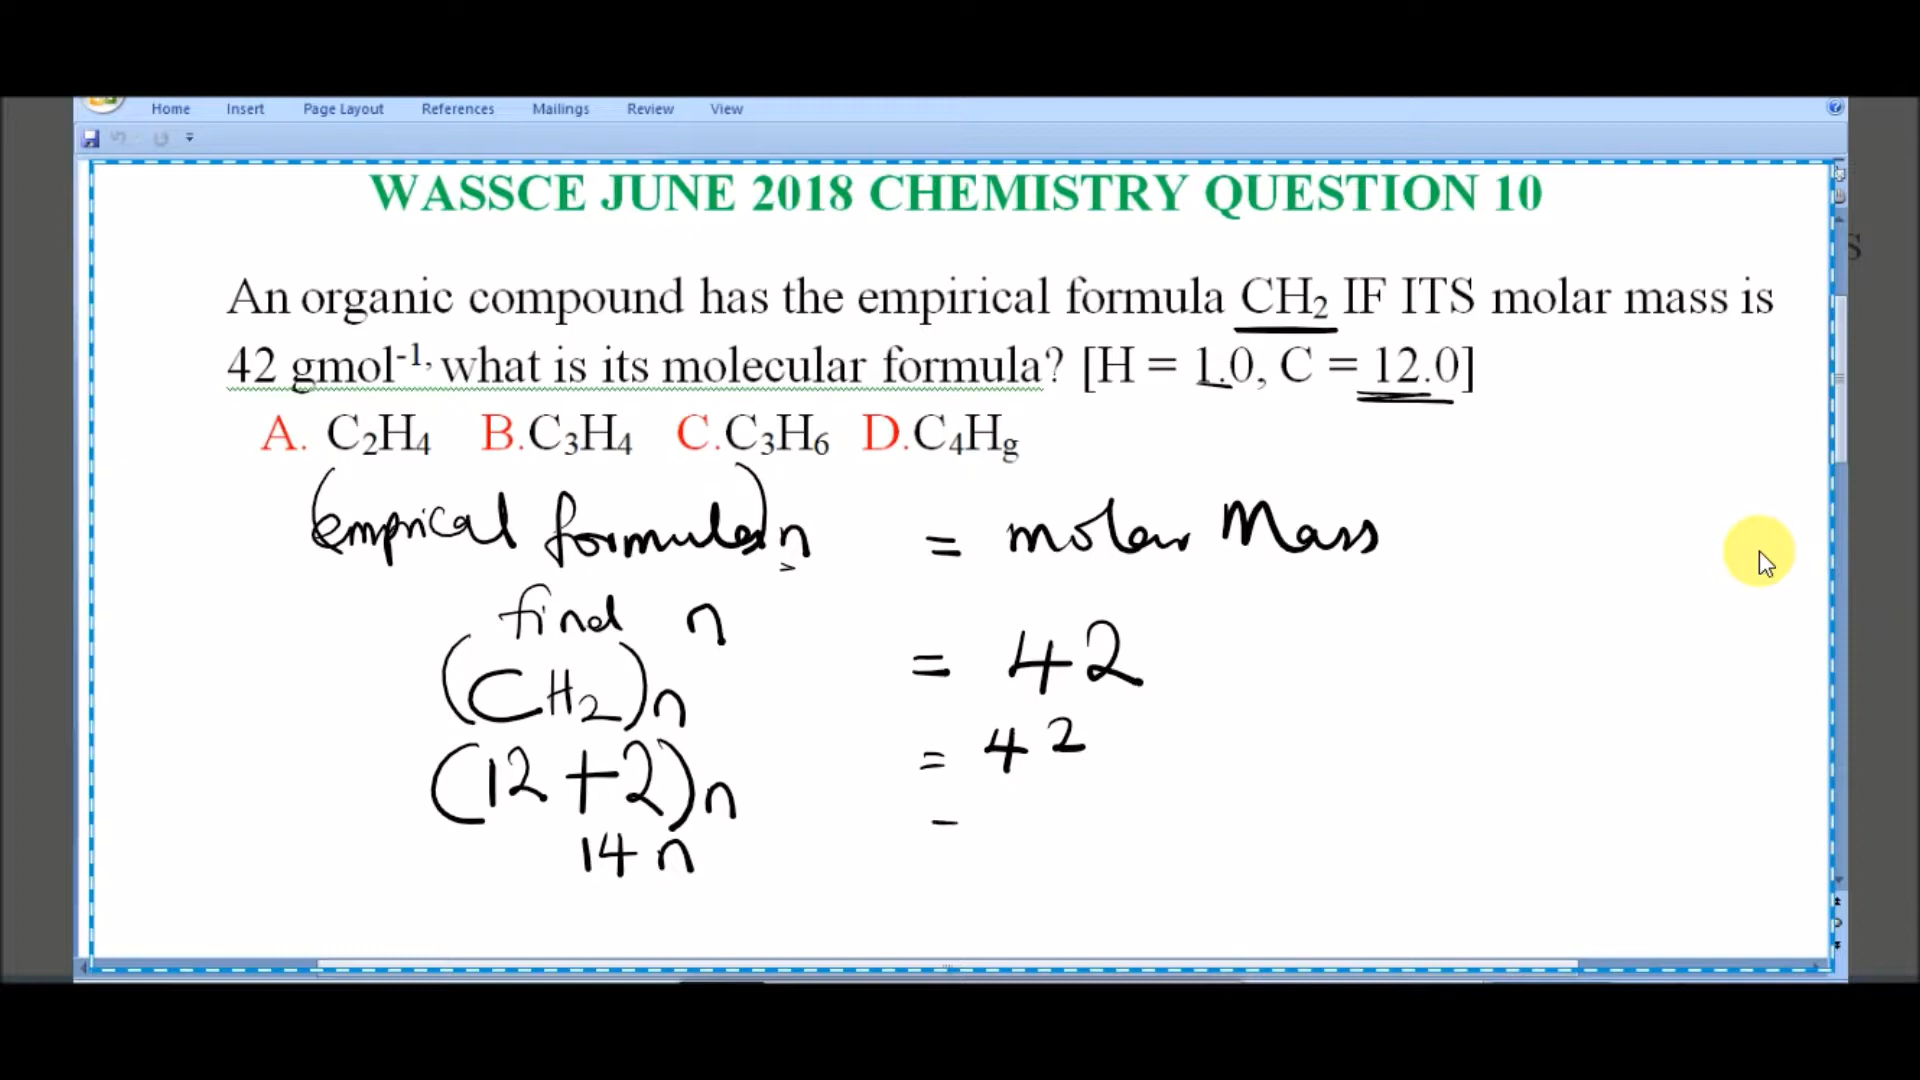 Home Insert Page Layout References Mailings Review View
WASSCE JUNE 2018 CHEMISTRY QUESTION 10
An organic compound has the empirical formula CH₂ IF ITS molar mass is
42 gmol⁻¹, what is its molecular formula? [H = 1.0, C = 12.0]
A. C₂H₄ B.C₃H₄ C.C₃H₆ D.C₄Hg
(emprical formula)n = molar Mass
find n
(CH₂)n = 42
(12+2)n = 42
14n =
s